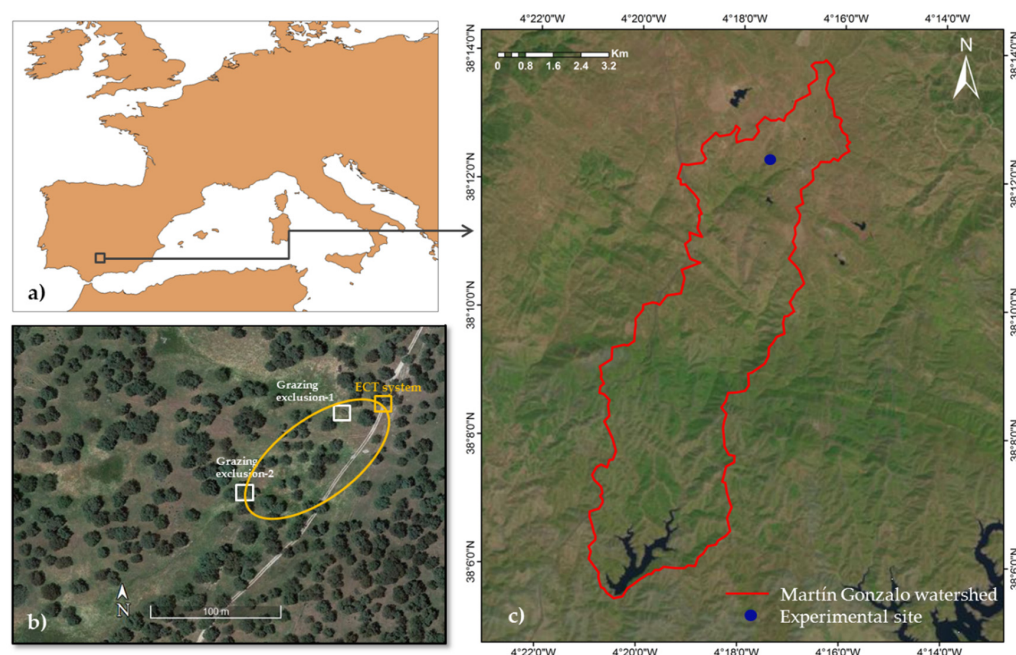 a)
Grazing
exclusion-1
ECT system
Grazing
exclusion-2
N
100 m
b)
4°22'0"W 4°20'0"W 4°18'0"W 4°16'0"W 4°14'0"W
38°14'0"N
38°12'0"N
38°10'0"N
38°8'0"N
38°6'0"N
Km
0 0.8 1.6 2.4 3.2
N
38°14'0"N
38°12'0"N
38°10'0"N
38°8'0"N
38°6'0"N
Martín Gonzalo watershed
Experimental site
c)
4°22'0"W 4°20'0"W 4°18'0"W 4°16'0"W 4°14'0"W